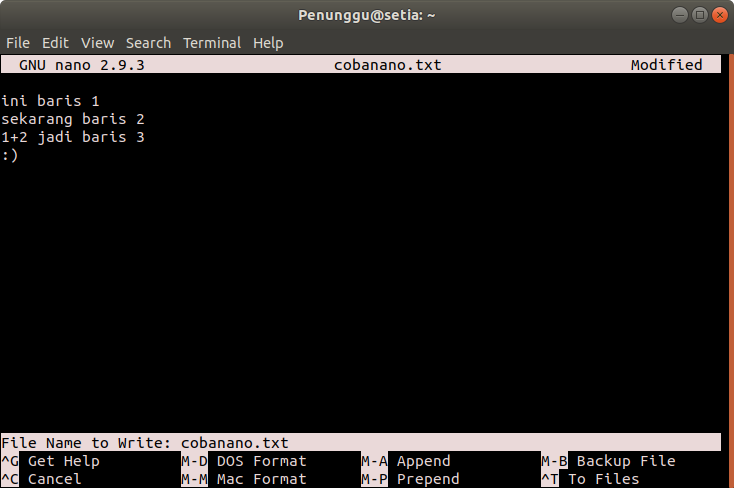 Penunggu@setia: ~
File Edit View Search Terminal Help
GNU nano 2.9.3 cobanano.txt Modified
ini baris 1
sekarang baris 2
1+2 jadi baris 3
:)
File Name to Write: cobanano.txt
^G Get Help M-D DOS Format M-A Append M-B Backup File
^C Cancel M-M Mac Format M-P Prepend ^T To Files